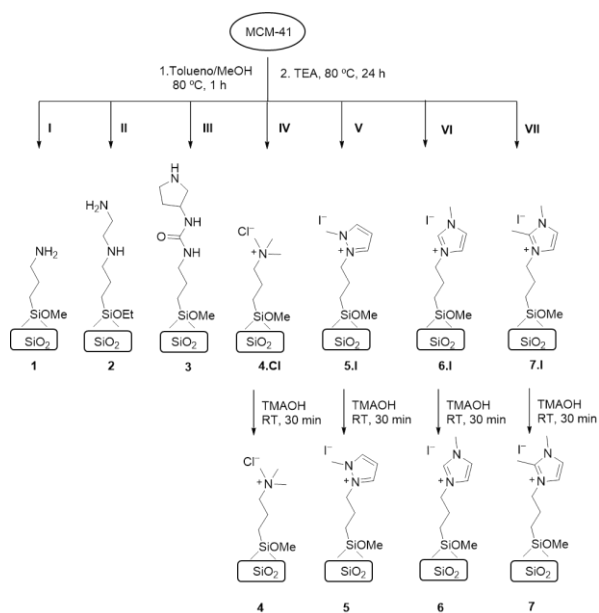 MCM-41
1.Tolueno/MeOH
80 ºC, 1 h
2. TEA, 80 ºC, 24 h
I II III IV V VI VII
NH2
SiOMe
SiO2
1
H2N
NH
SiOEt
SiO2
2
H
N
NH
O
NH
SiOMe
SiO2
3
Cl–
N+
SiOMe
SiO2
4.Cl
I–
N
N+
SiOMe
SiO2
5.I
I–
N
N+
SiOMe
SiO2
6.I
I–
N
N+
SiOMe
SiO2
7.I
TMAOH
RT, 30 min
TMAOH
RT, 30 min
TMAOH
RT, 30 min
TMAOH
RT, 30 min
Cl–
N+
SiOMe
SiO2
4
I–
N
N+
SiOMe
SiO2
5
I–
N
N+
SiOMe
SiO2
6
I–
N
N+
SiOMe
SiO2
7